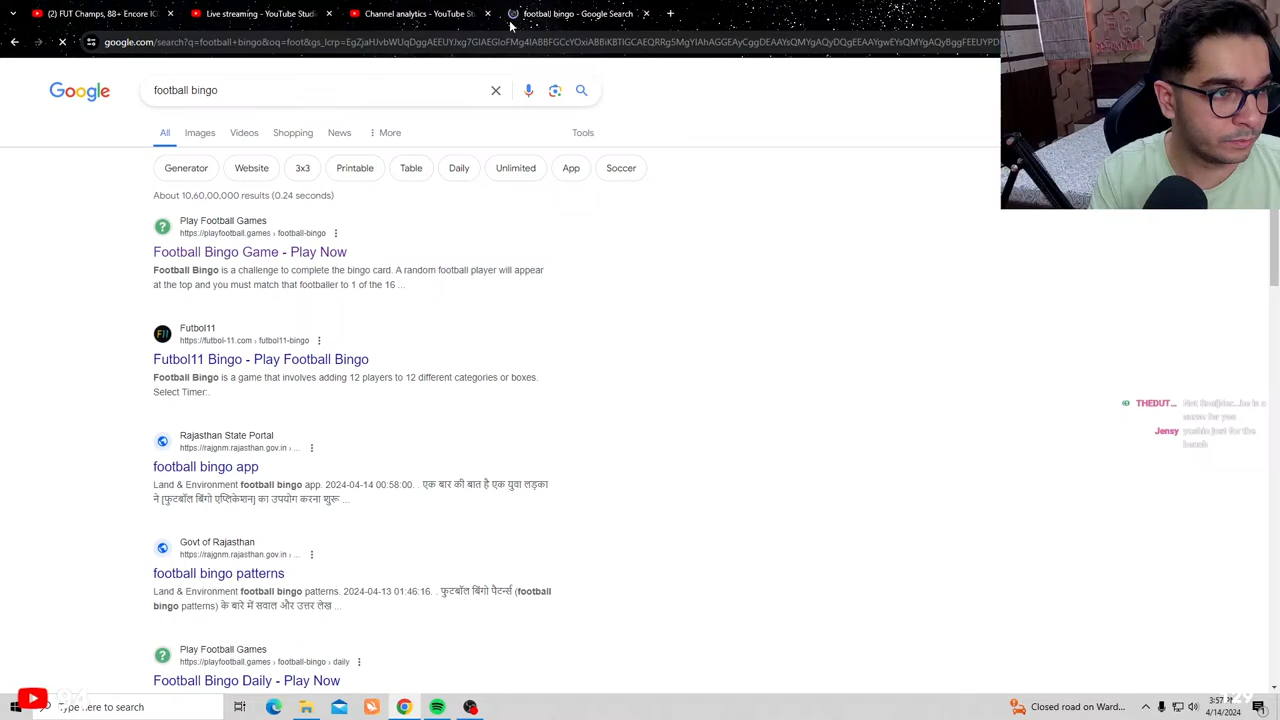 (2) FUT Champs, 88+ Encore IC
Live streaming - YouTube Studi
Channel analytics - YouTube St
football bingo - Google Search
google.com/search?q=football+bingo&oq=foot&gs_lcrp=
Google
football bingo
All
Images
Videos
Shopping
News
More
Tools
Generator
Website
3x3
Printable
Table
Daily
Unlimited
App
Soccer
About 10,60,00,000 results (0.24 seconds)
Play Football Games
https://playfootball.games › football-bingo
Football Bingo Game - Play Now
Football Bingo is a challenge to complete the bingo card. A random football player will appear
at the top and you must match that footballer to 1 of the 16 ...
Futbol11
https://futbol-11.com › futbol11-bingo
Futbol11 Bingo - Play Football Bingo
Football Bingo is a game that involves adding 12 players to 12 different categories or boxes.
Select Timer:.
THEDUT...
Jensy yoshio just for the
Rajasthan State Portal
https://rajgnm.rajasthan.gov.in › ...
football bingo app
Land & Environment football bingo app. 2024-04-14 00:58:00. . एक बार की बात है एक युवा लड़का
ने [फुटबॉल बिंगो एप्लिकेशन] का उपयोग करना शुरू ...
Govt of Rajasthan
https://rajgnm.rajasthan.gov.in › ...
football bingo patterns
Land & Environment football bingo patterns. 2024-04-13 01:46:16. . फुटबॉल बिंगो पैटर्न्स (football
bingo patterns) के बारे में सवाल और उत्तर लेख ...
Play Football Games
https://playfootball.games › football-bingo › daily
Football Bingo Daily - Play Now
94
Type here to search
Closed road on Ward...
3:57 PM
4/14/2024